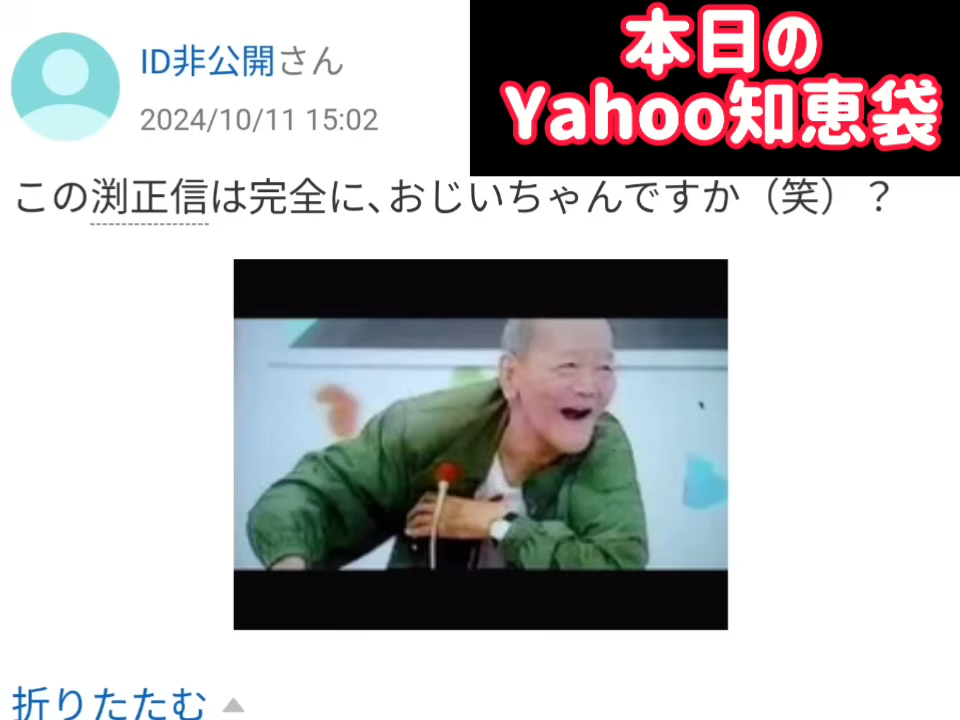 本日の
Yahoo知恵袋
ID非公開さん
2024/10/11 15:02
この渕正信は完全に、おじいちゃんですか（笑）？
折りたたむ